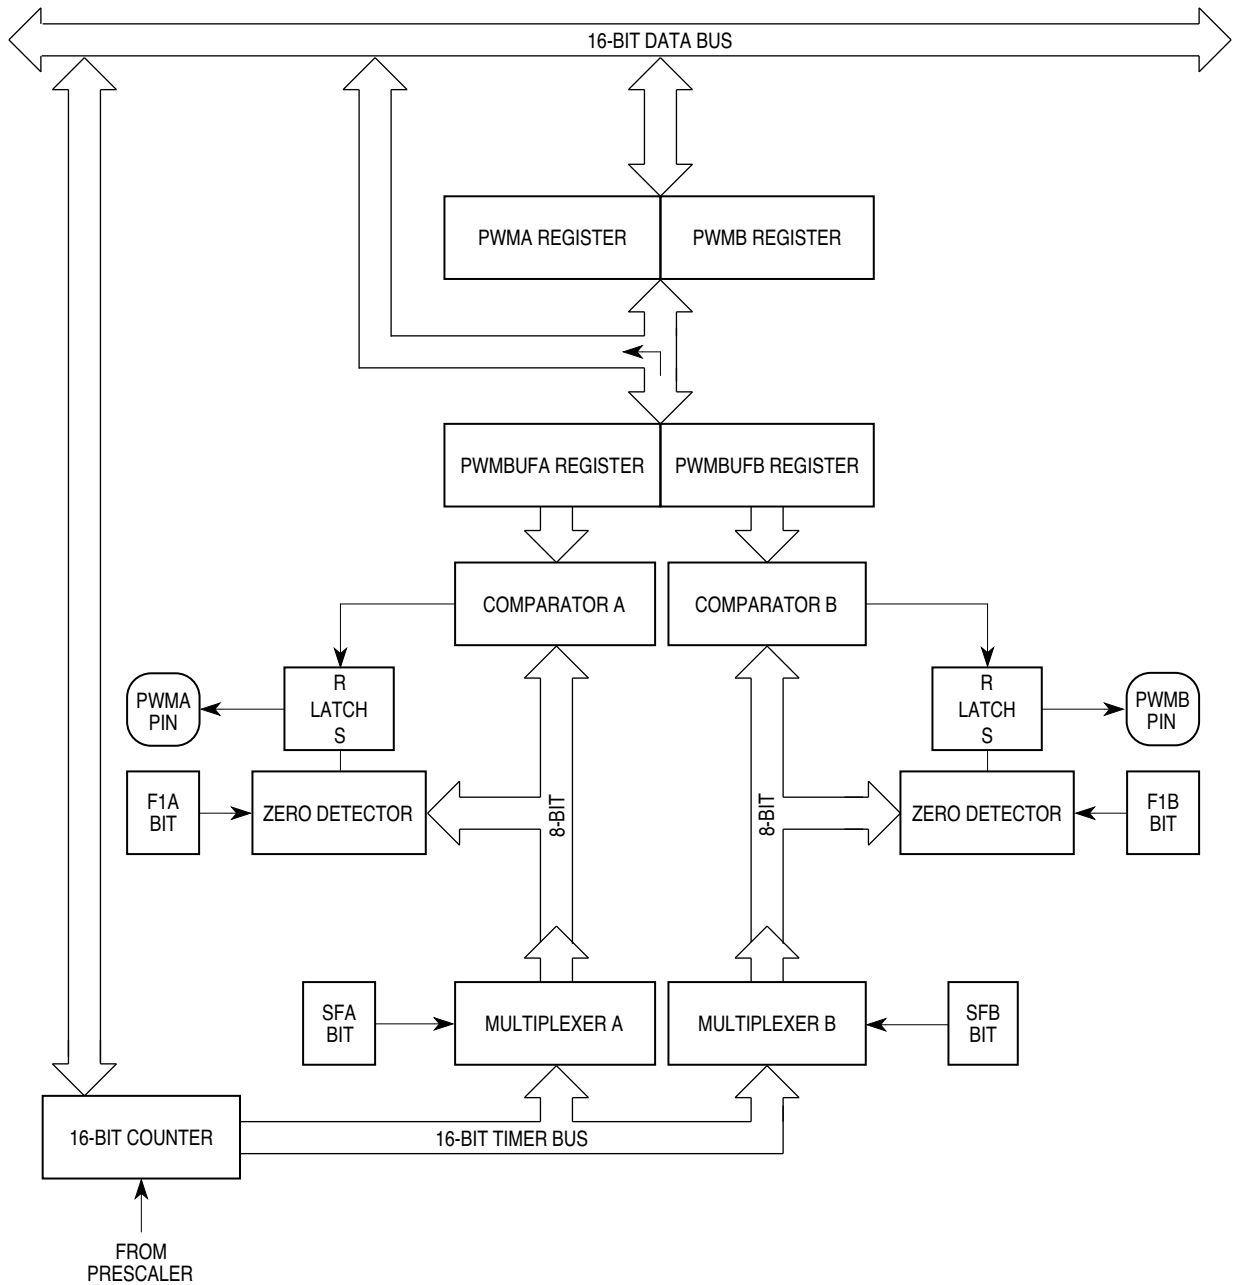 16-BIT DATA BUS
PWMA REGISTER
PWMB REGISTER
PWMBUFA REGISTER
PWMBUFB REGISTER
COMPARATOR A
COMPARATOR B
PWMA
PIN
R
LATCH
S
R
LATCH
S
PWMB
PIN
F1A
BIT
ZERO DETECTOR
8-BIT
8-BIT
ZERO DETECTOR
F1B
BIT
SFA
BIT
MULTIPLEXER A
MULTIPLEXER B
SFB
BIT
16-BIT COUNTER
16-BIT TIMER BUS
FROM
PRESCALER